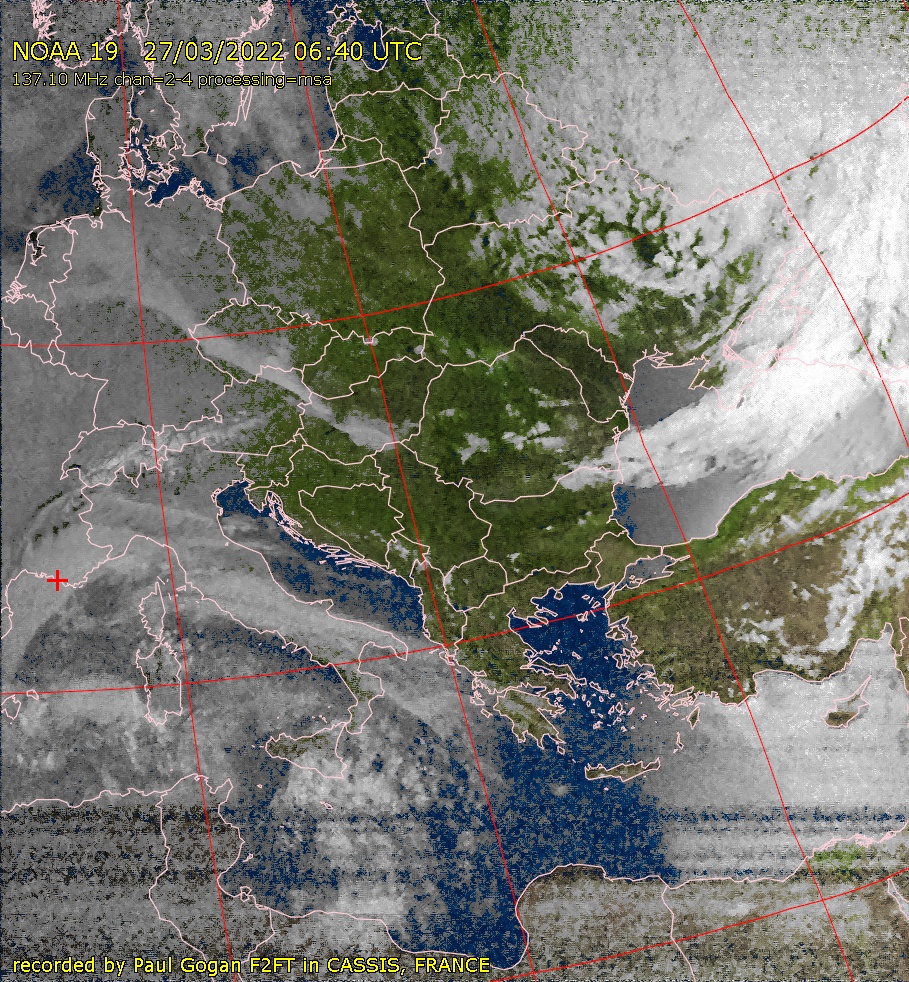 NOAA 19 27/03/2022 06:40 UTC
137.10 MHz chan=2-4 processing=msa
recorded by Paul Gogan F2FT in CASSIS, FRANCE